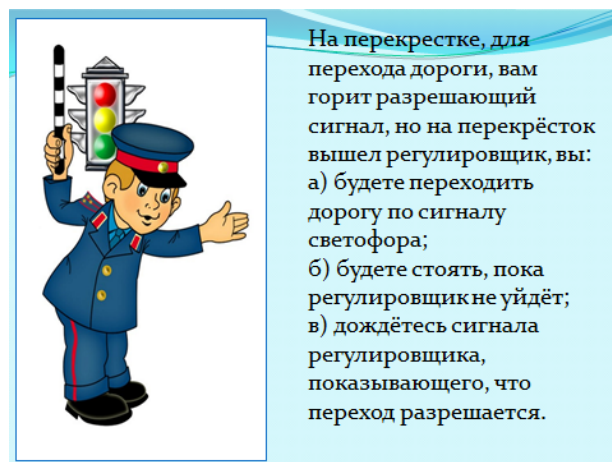 На перекрестке, для
перехода дороги, вам
горит разрешающий
сигнал, но на перекрёсток
вышел регулировщик, вы:
а) будете переходить
дорогу по сигналу
светофора;
б) будете стоять, пока
регулировщик не уйдёт;
в) дождётесь сигнала
регулировщика,
показывающего, что
переход разрешается.